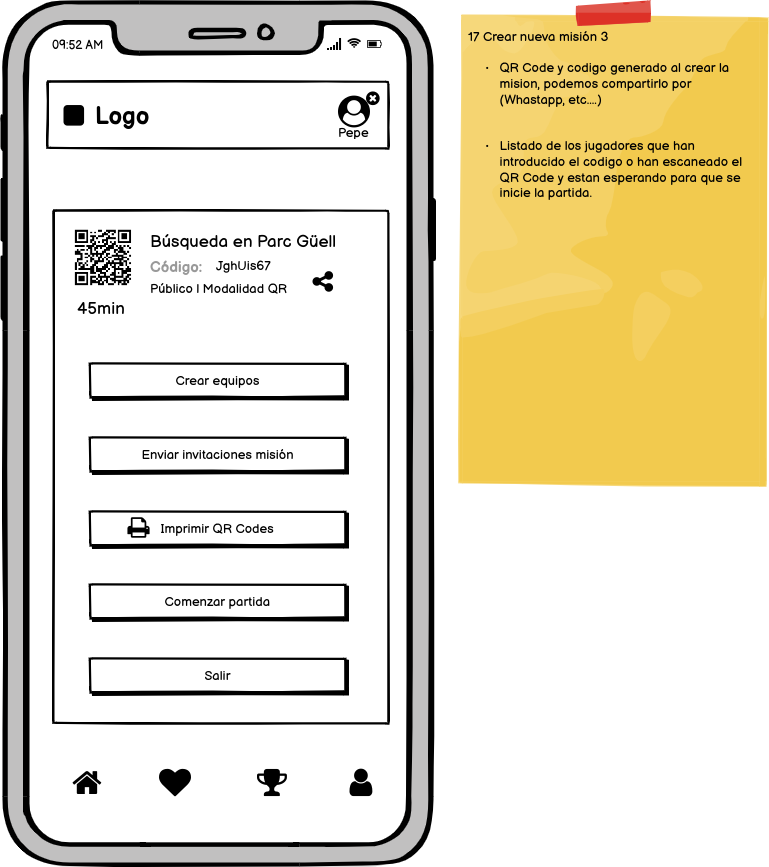 09:52 AM
Logo
Pepe
Búsqueda en Parc Güell
Código: JghUis67
Público I Modalidad QR
45min
Crear equipos
Enviar invitaciones misión
Imprimir QR Codes
Comenzar partida
Salir
17 Crear nueva misión 3
· QR Code y codigo generado al crear la
mision, podemos compartirlo por
(Whastapp, etc....)
· Listado de los jugadores que han
introducido el codigo o han escaneado el
QR Code y estan esperando para que se
inicie la partida.